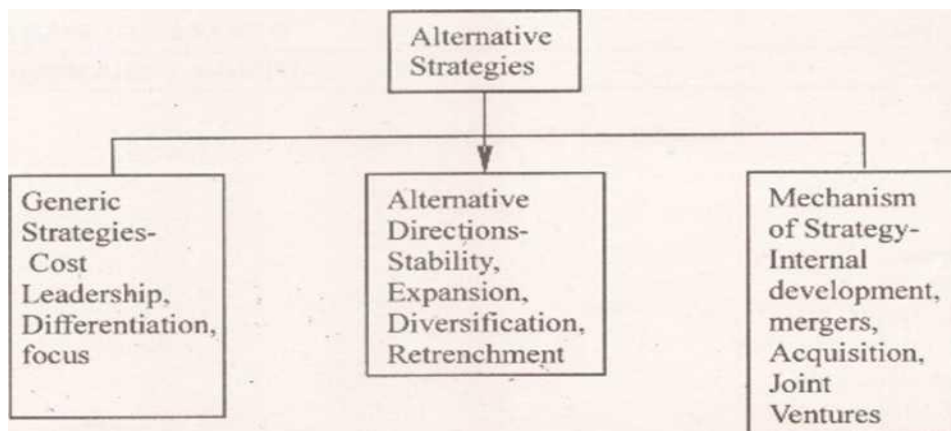 Alternative
Strategies
Generic
Strategies-
Cost
Leadership,
Differentiation,
focus
Alternative
Directions-
Stability,
Expansion,
Diversification,
Retrenchment
Mechanism
of Strategy-
Internal
development,
mergers,
Acquisition,
Joint
Ventures